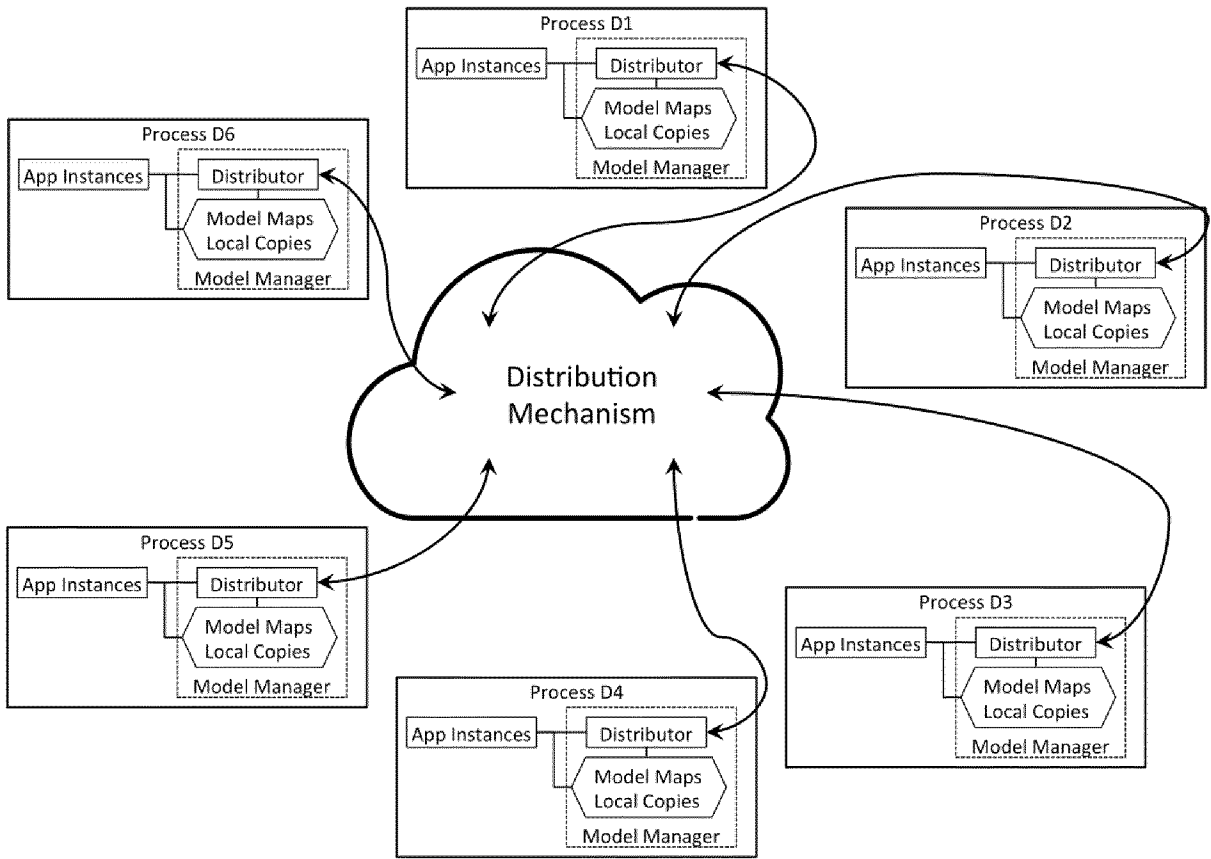 Process D1
App Instances
Distributor
Model Maps
Local Copies
Model Manager
Process D6
App Instances
Distributor
Model Maps
Local Copies
Model Manager
Process D2
App Instances
Distributor
Model Maps
Local Copies
Model Manager
Distribution
Mechanism
Process D5
App Instances
Distributor
Model Maps
Local Copies
Model Manager
Process D3
App Instances
Distributor
Model Maps
Local Copies
Model Manager
Process D4
App Instances
Distributor
Model Maps
Local Copies
Model Manager